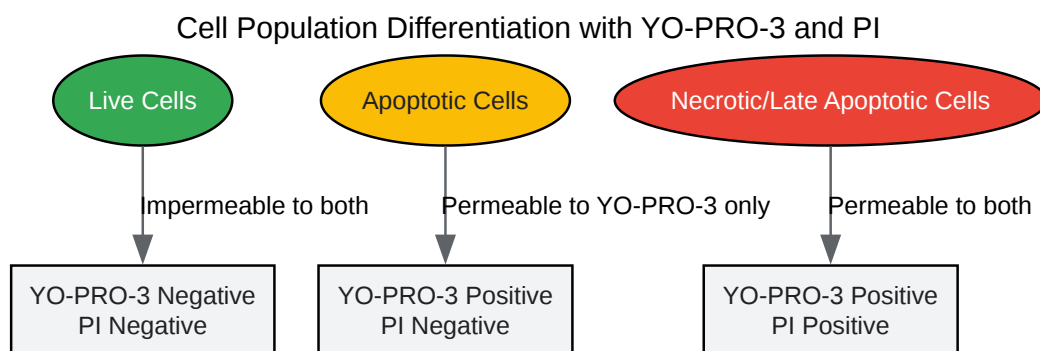 Cell Population Differentiation with YO-PRO-3 and PI
Live Cells
Apoptotic Cells
Necrotic/Late Apoptotic Cells
Impermeable to both
Permeable to YO-PRO-3 only
Permeable to both
YO-PRO-3 Negative
PI Negative
YO-PRO-3 Positive
PI Negative
YO-PRO-3 Positive
PI Positive